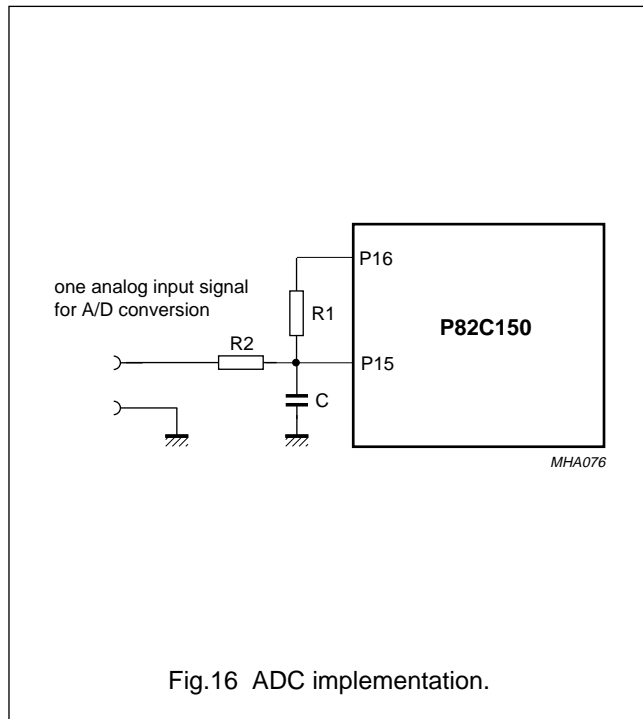 one analog input signal
for A/D conversion
P16
R1
P82C150
R2
P15
C
MHA076
Fig.16 ADC implementation.